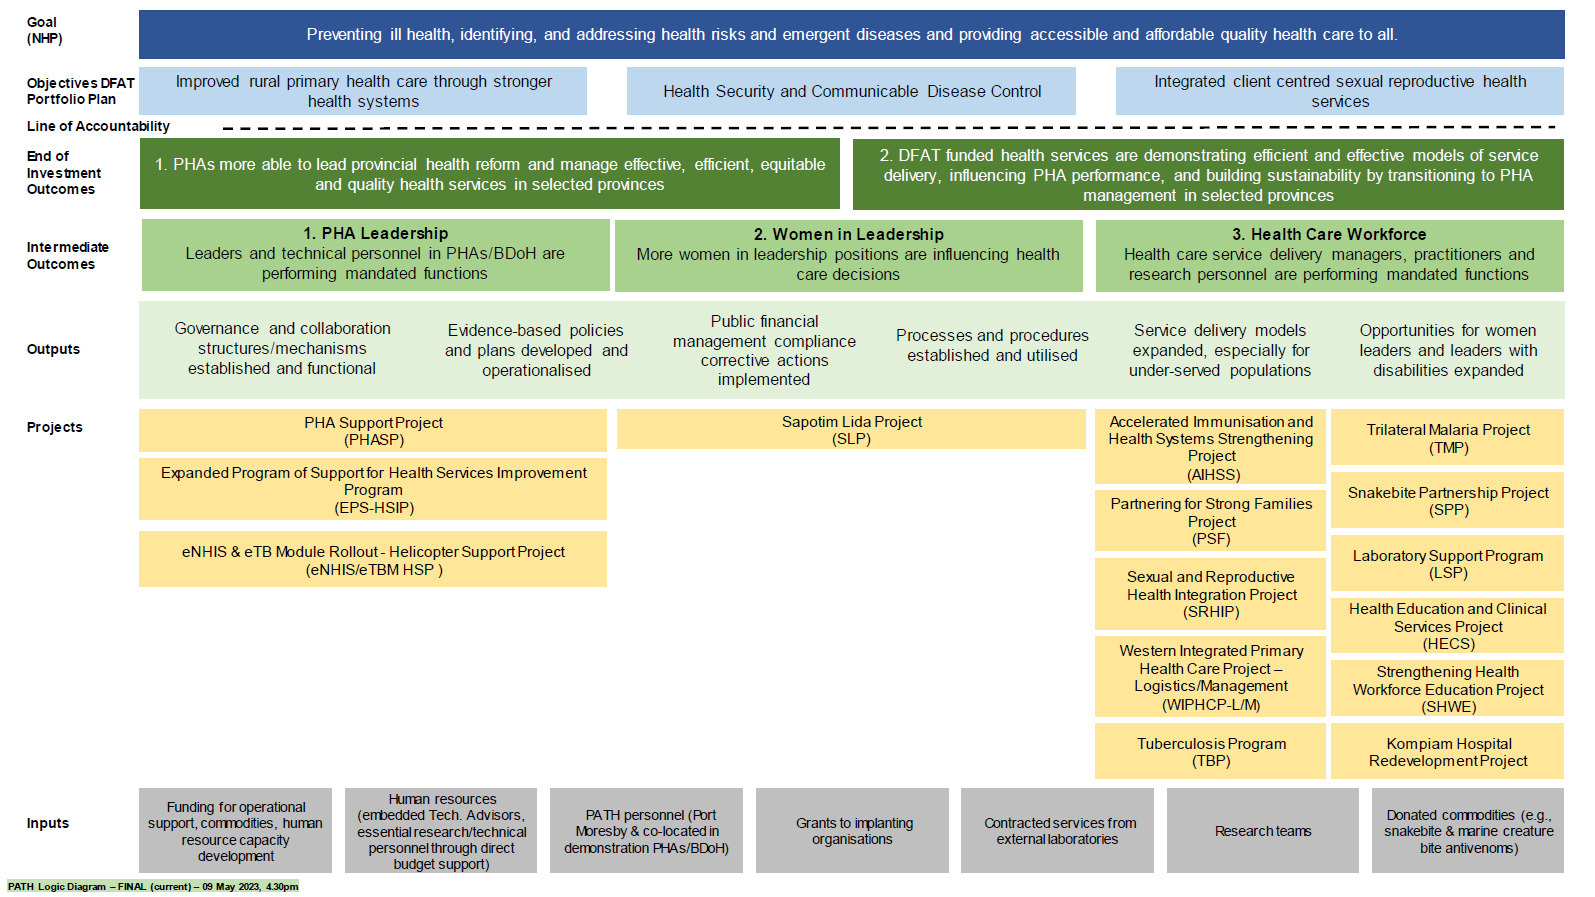 Goal
(NHP)
Preventing ill health, identifying, and addressing health risks and emergent diseases and providing accessible and affordable quality health care to all.
Objectives DFAT
Portfolio Plan
Improved rural primary health care through stronger
health systems
Health Security and Communicable Disease Control
Integrated client centred sexual reproductive health
services
Line of Accountability
End of
Investment
Outcomes
1. PHAs more able to lead provincial health reform and manage effective, efficient, equitable
and quality health services in selected provinces
2. DFAT funded health services are demonstrating efficient and effective models of service
delivery, influencing PHA performance, and building sustainability by transitioning to PHA
management in selected provinces
Intermediate
Outcomes
1. PHA Leadership
Leaders and technical personnel in PHAs/BDoH are
performing mandated functions
2. Women in Leadership
More women in leadership positions are influencing health
care decisions
3. Health Care Workforce
Health care service delivery managers, practitioners and
research personnel are performing mandated functions
Outputs
Governance and collaboration
structures/mechanisms
established and functional
Evidence-based policies
and plans developed and
operationalised
Public financial
management compliance
corrective actions
implemented
Processes and procedures
established and utilised
Service delivery models
expanded, especially for
under-served populations
Opportunities for women
leaders and leaders with
disabilities expanded
Projects
PHA Support Project
(PHASP)
Expanded Program of Support for Health Services Improvement
Program
(EPS-HSIP)
eNHIS & eTB Module Rollout - Helicopter Support Project
(eNHIS/eTBM HSP )
Sapotim Lida Project
(SLP)
Accelerated Immunisation and
Health Systems Strengthening
Project
(AIHSS)
Partnering for Strong Families
Project
(PSF)
Sexual and Reproductive
Health Integration Project
(SRHIP)
Western Integrated Primary
Health Care Project –
Logistics/Management
(WIPHCP-L/M)
Tuberculosis Program
(TBP)
Trilateral Malaria Project
(TMP)
Snakebite Partnership Project
(SPP)
Laboratory Support Program
(LSP)
Health Education and Clinical
Services Project
(HECS)
Strengthening Health
Workforce Education Project
(SHWE)
Kompiam Hospital
Redevelopment Project
Inputs
Funding for operational
support, commodities, human
resource capacity
development
Human resources
(embedded Tech. Advisors,
essential research/technical
personnel through direct
budget support)
PATH personnel (Port
Moresby & co-located in
demonstration PHAs/BDoH)
Grants to implanting
organisations
Contracted services from
external laboratories
Research teams
Donated commodities (e.g.,
snakebite & marine creature
bite antivenoms)
PATH Logic Diagram – FINAL (current) – 09 May 2023, 4.30pm